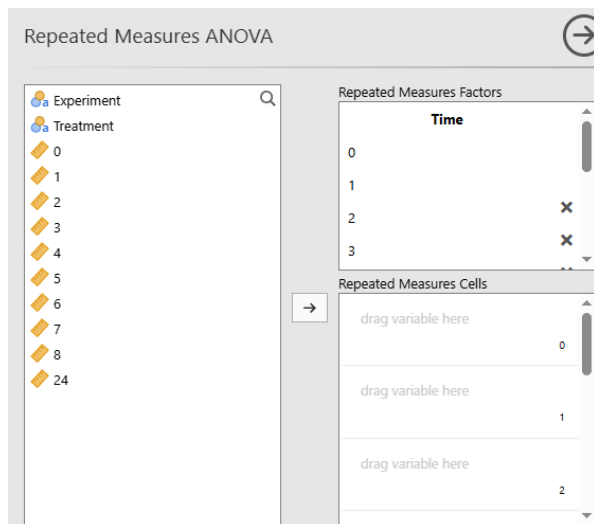 Repeated Measures ANOVA
Experiment
Treatment
0
1
2
3
4
5
6
7
8
24
Repeated Measures Factors
Time
0
1
2
3
Repeated Measures Cells
drag variable here
0
drag variable here
1
drag variable here
2